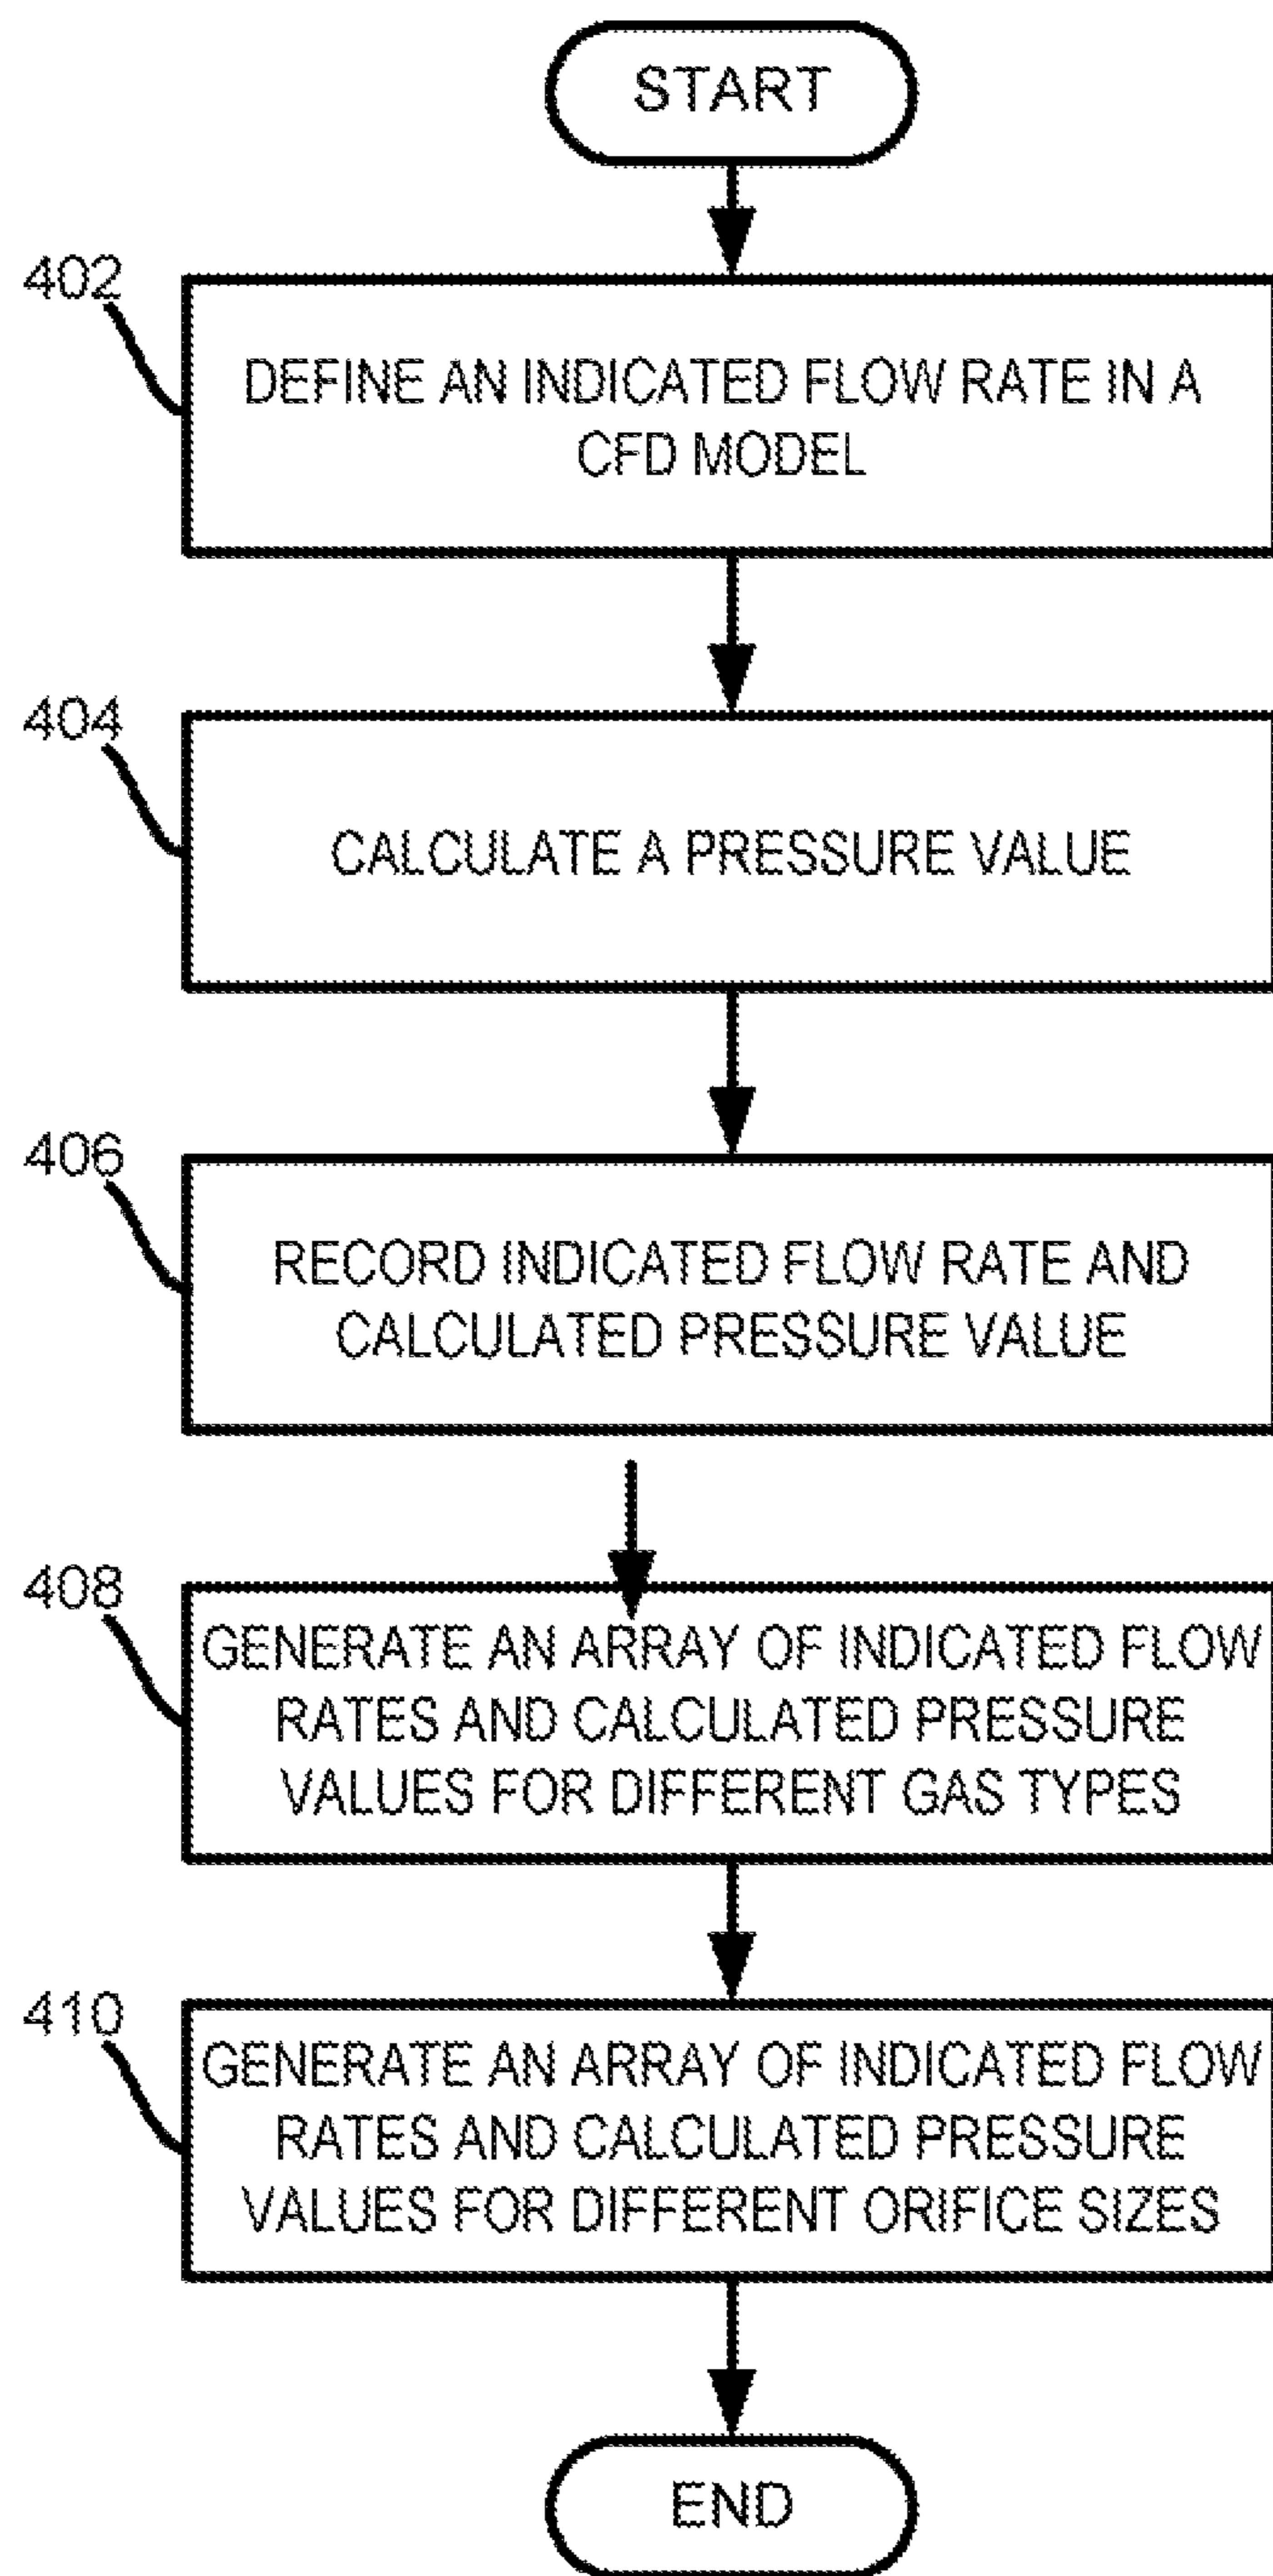 START
402
DEFINE AN INDICATED FLOW RATE IN A
CFD MODEL
404
CALCULATE A PRESSURE VALUE
406
RECORD INDICATED FLOW RATE AND
CALCULATED PRESSURE VALUE
408
GENERATE AN ARRAY OF INDICATED FLOW
RATES AND CALCULATED PRESSURE
VALUES FOR DIFFERENT GAS TYPES
410
GENERATE AN ARRAY OF INDICATED FLOW
RATES AND CALCULATED PRESSURE
VALUES FOR DIFFERENT ORIFICE SIZES
END